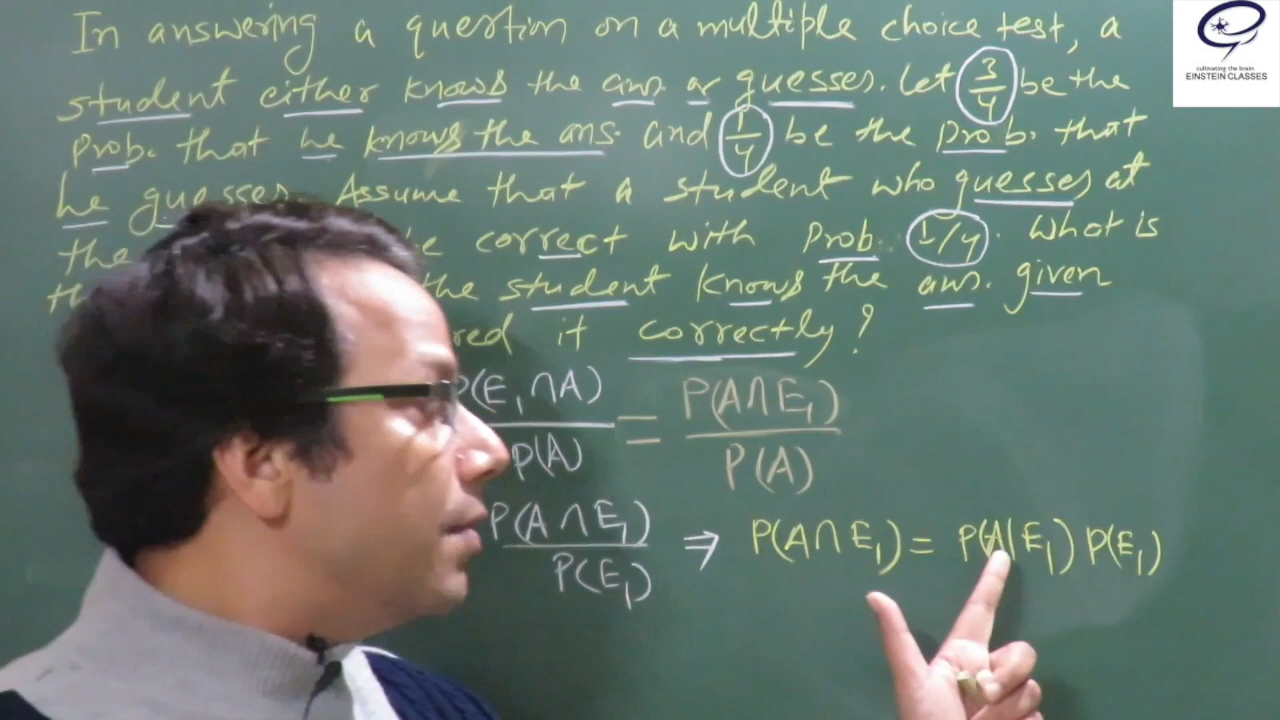 In answering a question on a multiple choice test, a
student either knows the ans. or guesses. Let 3/4 be the
prob. that he knows the ans. and 1/4 be the prob. that
he guesses. Assume that a student who guesses at
the correct with prob. 1/4. What is
the student knows the ans. given
red it correctly?
P(E₁∩A) / P(A) = P(A∩E₁) / P(A)
P(A∩E₁) / P(E₁) ⇒ P(A∩E₁) = P(A|E₁) P(E₁)
cultivating the brain
EINSTEIN CLASSES